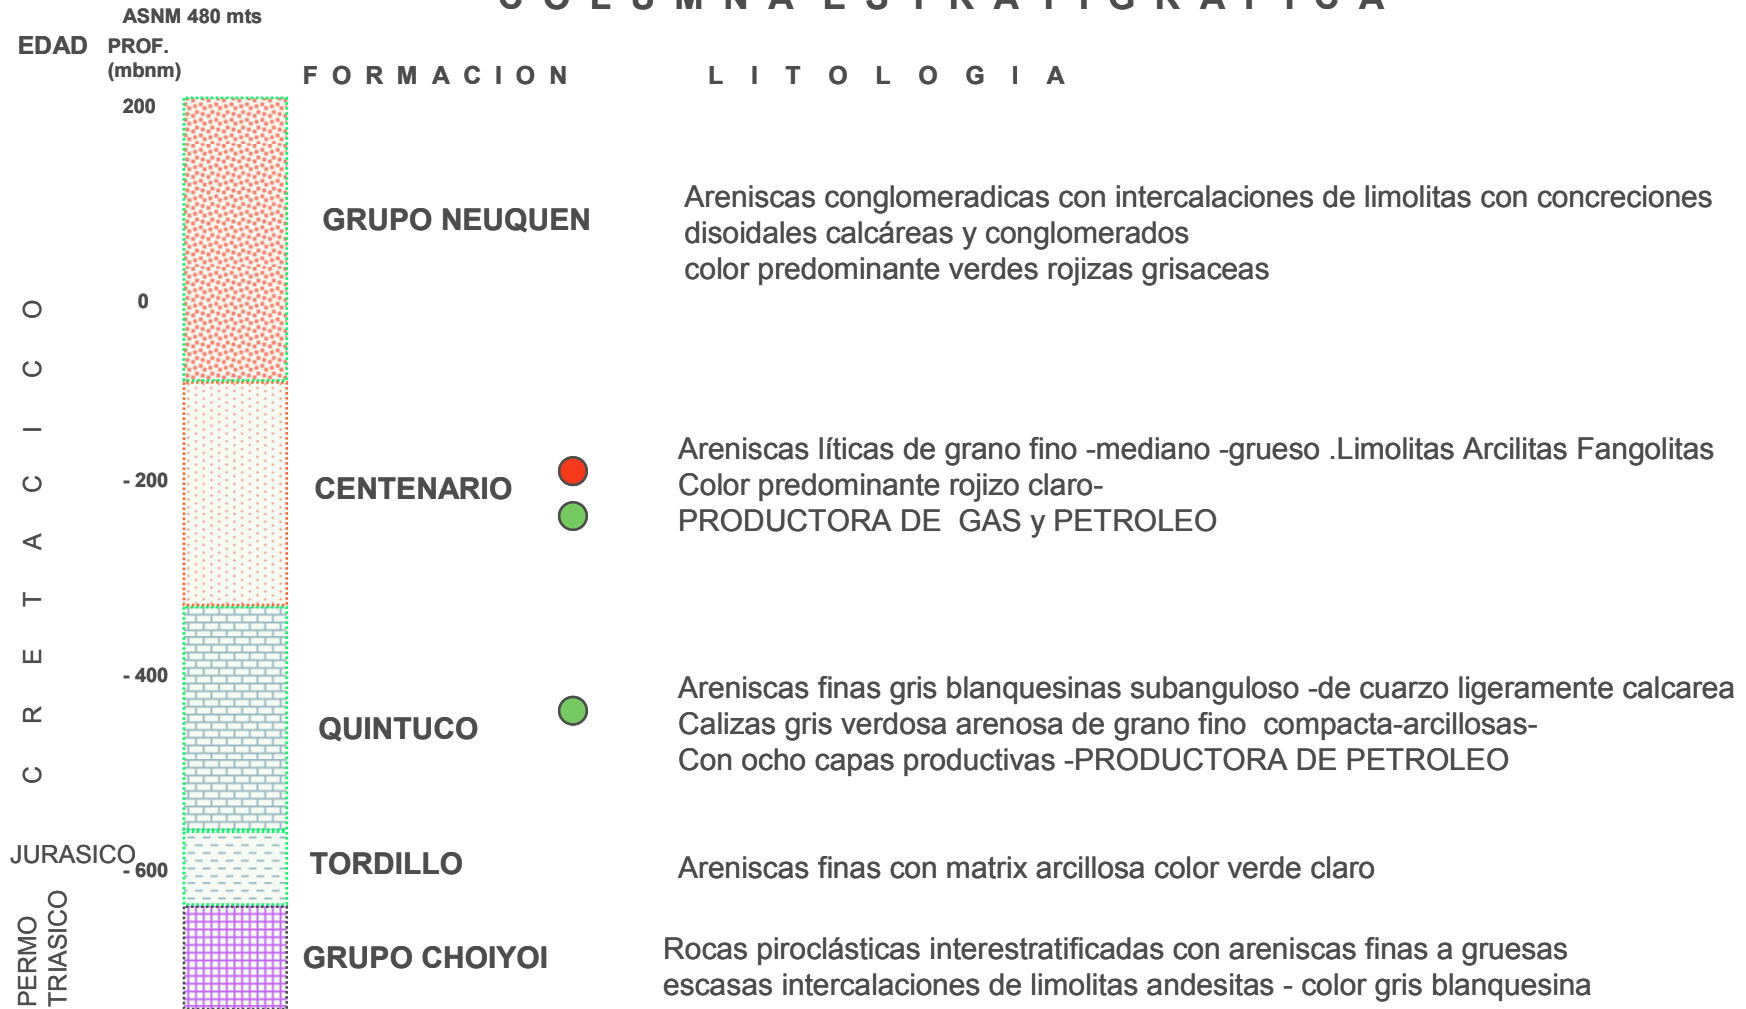 C O L U M N A E S T R A T I G R A F I C A
ASNM 480 mts
EDAD
PROF.
(mbnm)
F O R M A C I O N
L I T O L O G I A
200
GRUPO NEUQUEN
Areniscas conglomeradicas con intercalaciones de limolitas con concreciones
disoidales calcáreas y conglomerados
color predominante verdes rojizas grisaceas
0
C R E T A C I C O
- 200
CENTENARIO
Areniscas líticas de grano fino -mediano -grueso .Limolitas Arcilitas Fangolitas
Color predominante rojizo claro-
PRODUCTORA DE GAS y PETROLEO
- 400
QUINTUCO
Areniscas finas gris blanquesinas subanguloso -de cuarzo ligeramente calcarea
Calizas gris verdosa arenosa de grano fino compacta-arcillosas-
Con ocho capas productivas -PRODUCTORA DE PETROLEO
JURASICO
- 600
TORDILLO
Areniscas finas con matrix arcillosa color verde claro
PERMO
TRIASICO
GRUPO CHOIYOI
Rocas piroclásticas interestratificadas con areniscas finas a gruesas
escasas intercalaciones de limolitas andesitas - color gris blanquesina